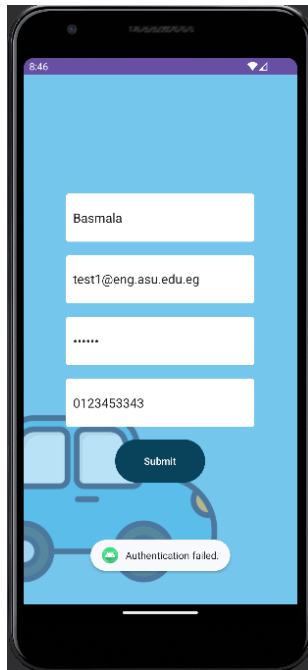 8:46
Basmala
test1@eng.asu.edu.eg
••••••
0123453343
Submit
Authentication failed.